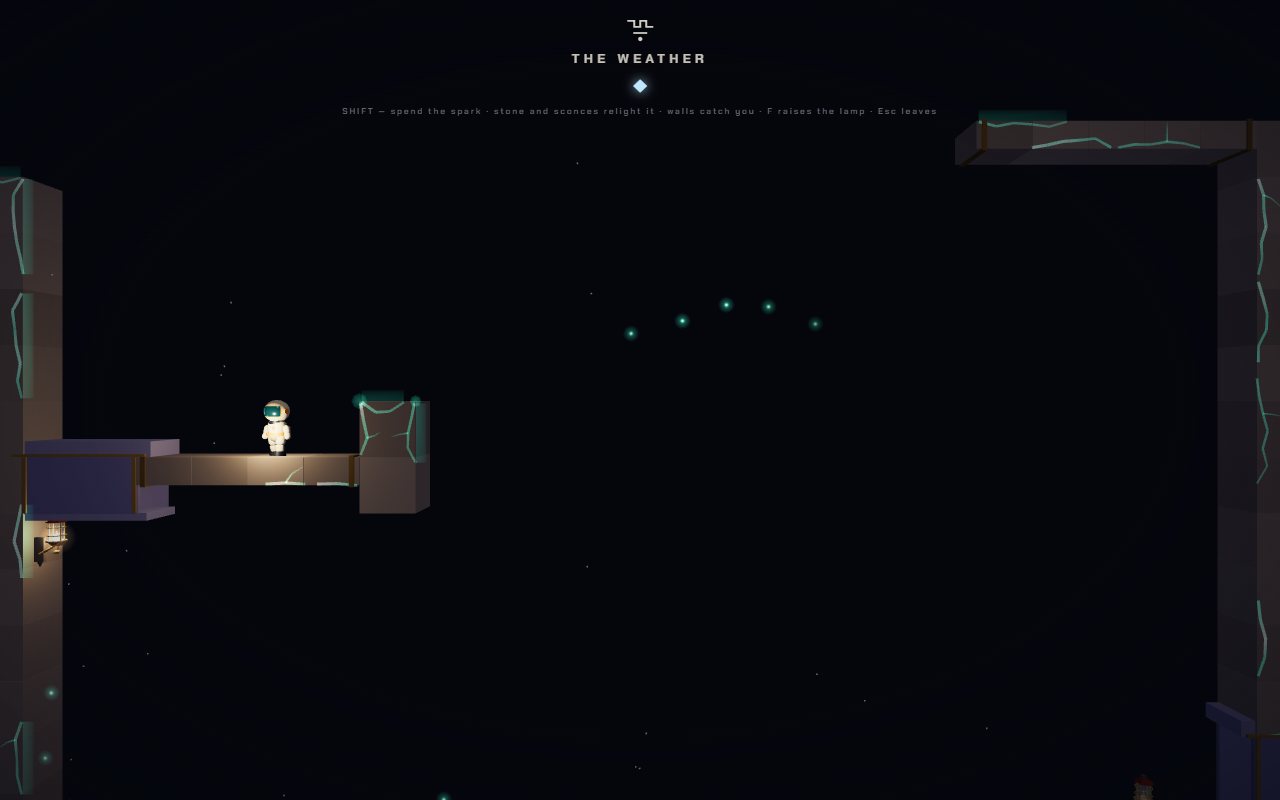 THE WEATHER
SHIFT — spend the spark · stone and sconces relight it · walls catch you · F raises the lamp · Esc leaves